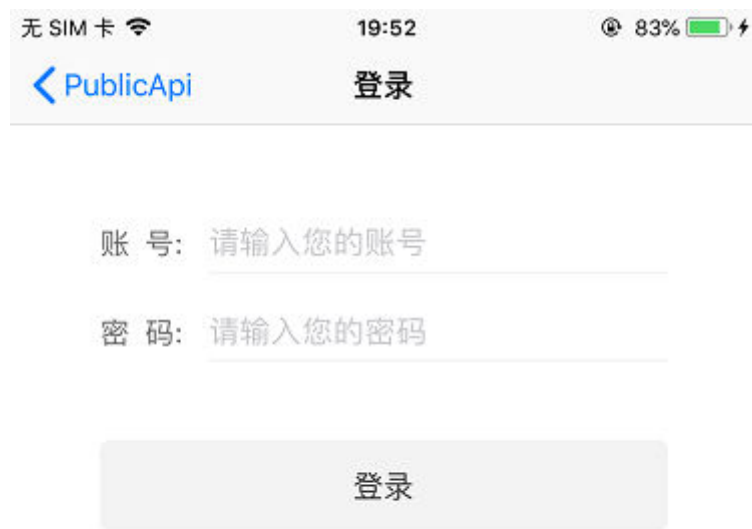 无 SIM 卡 19:52 83%
PublicApi 登录
账 号: 请输入您的账号
密 码: 请输入您的密码
登录